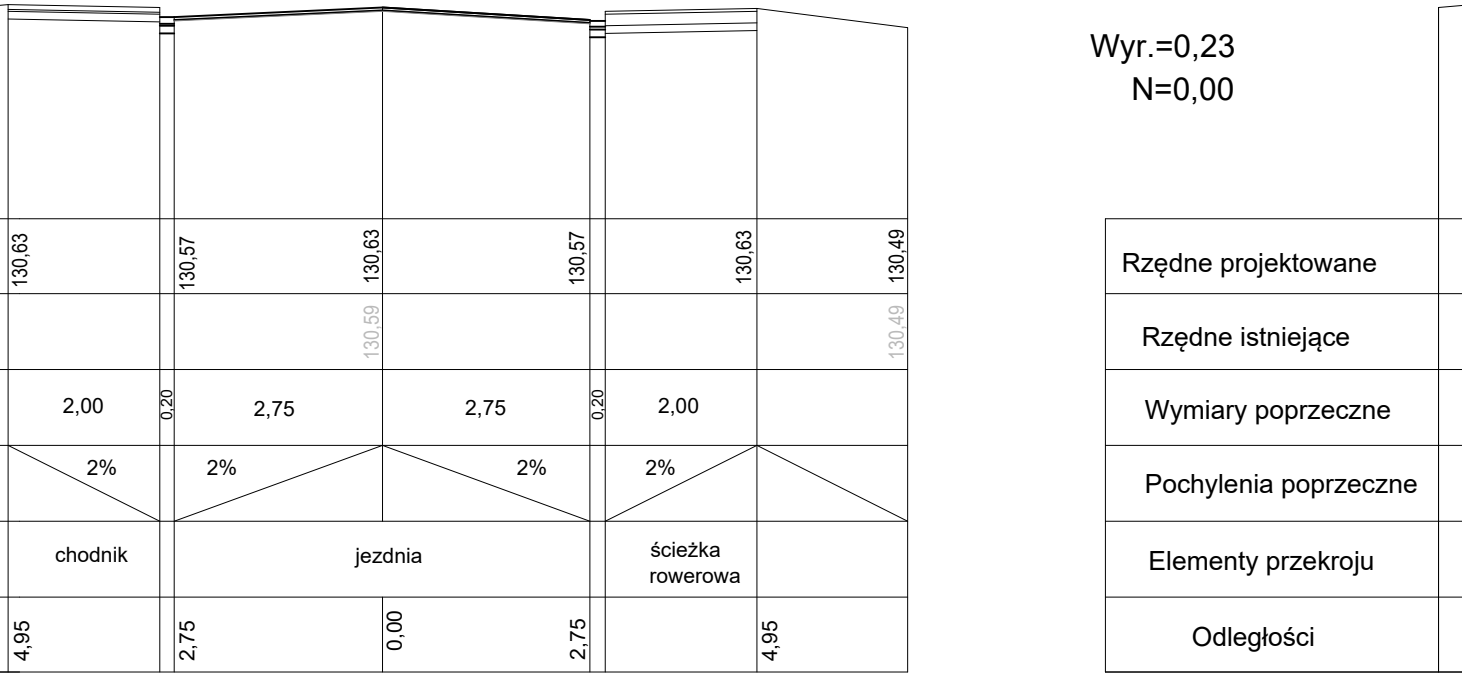 Wyr.=0,23
N=0,00
130,63
130,57
130,63
130,57
130,63
130,49
Rzędne projektowane
130,59
130,49
Rzędne istniejące
2,00
0,20
2,75
2,75
0,20
2,00
Wymiary poprzeczne
2%
2%
2%
2%
Pochylenia poprzeczne
chodnik
jezdnia
ścieżka
rowerowa
Elementy przekroju
4,95
2,75
0,00
2,75
4,95
Odległości